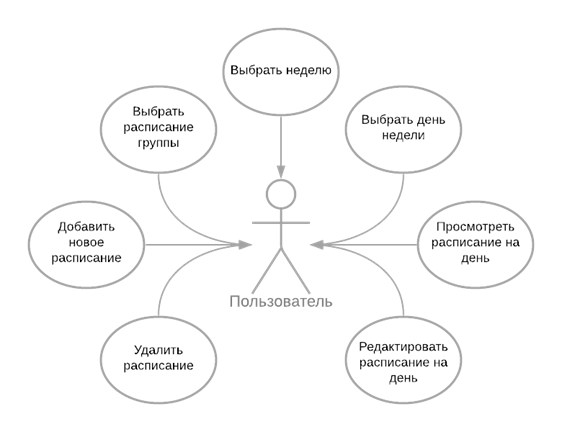 Выбрать неделю
Выбрать
расписание
группы
Выбрать день
недели
Добавить
новое
расписание
Просмотреть
расписание на
день
Пользователь
Удалить
расписание
Редактировать
расписание на
день